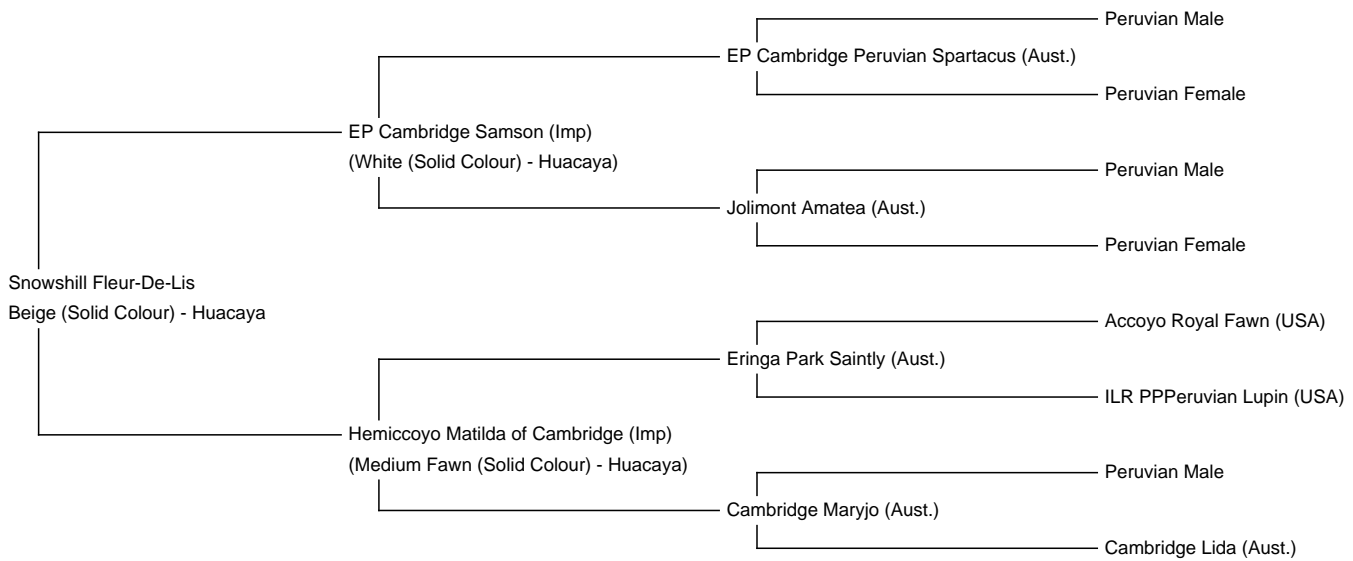 Peruvian Male
EP Cambridge Peruvian Spartacus (Aust.)
Peruvian Female
EP Cambridge Samson (Imp)
(White (Solid Colour) - Huacaya)
Peruvian Male
Jolimont Amatea (Aust.)
Peruvian Female
Snowshill Fleur-De-Lis
Beige (Solid Colour) - Huacaya
Accoyo Royal Fawn (USA)
Eringa Park Saintly (Aust.)
ILR PPPeruvian Lupin (USA)
Hemiccoyo Matilda of Cambridge (Imp)
(Medium Fawn (Solid Colour) - Huacaya)
Peruvian Male
Cambridge Maryjo (Aust.)
Cambridge Lida (Aust.)